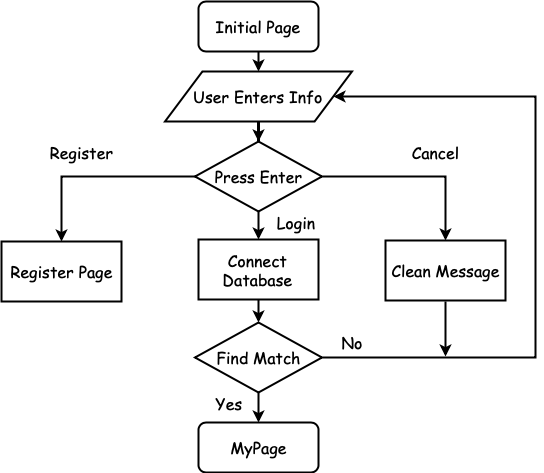 Initial Page
User Enters Info
Register
Cancel
Press Enter
Login
Register Page
Connect
Database
Clean Message
Find Match
No
Yes
MyPage